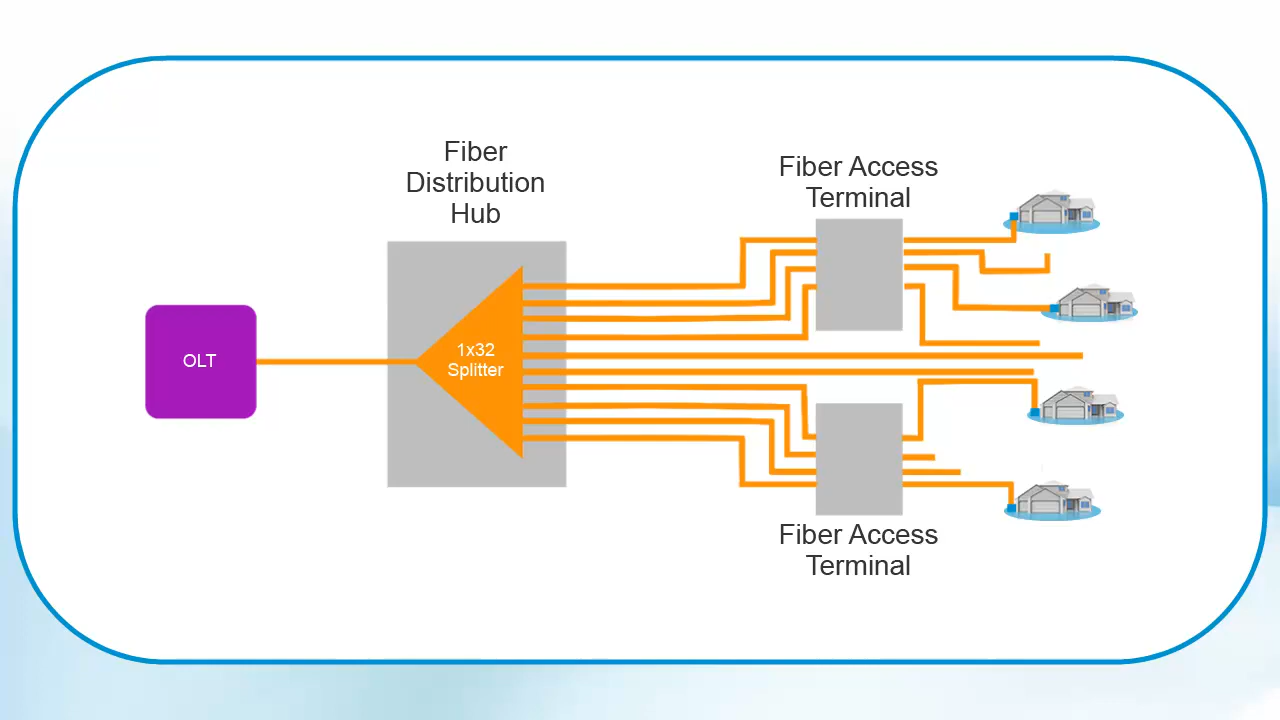 Fiber
Distribution
Hub
Fiber Access
Terminal
OLT
1x32
Splitter
Fiber Access
Terminal